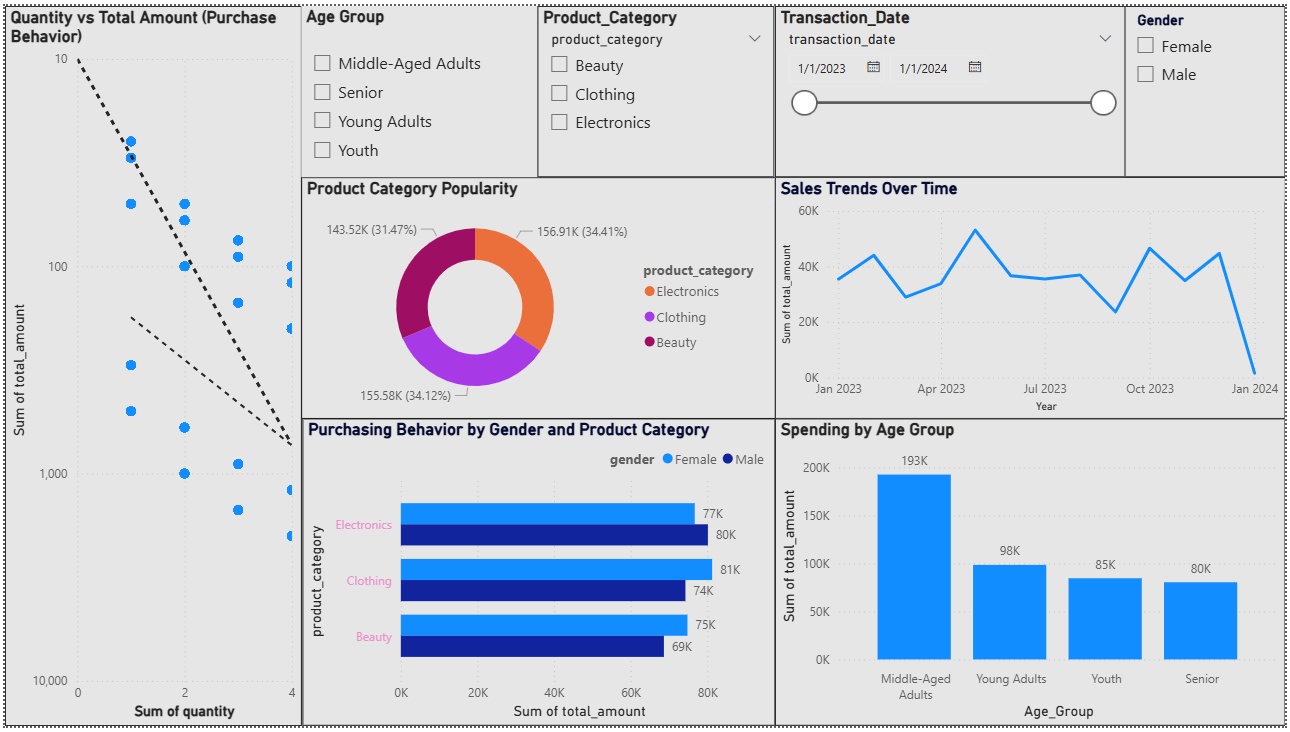 Quantity vs Total Amount (Purchase
Behavior)
10
100
1,000
10,000
Sum of total_amount
0
2
4
Sum of quantity
Age Group
Middle-Aged Adults
Senior
Young Adults
Youth
Product_Category
product_category
Beauty
Clothing
Electronics
Transaction_Date
transaction_date
1/1/2023
1/1/2024
Gender
Female
Male
Product Category Popularity
143.52K (31.47%)
156.91K (34.41%)
155.58K (34.12%)
product_category
Electronics
Clothing
Beauty
Sales Trends Over Time
60K
40K
20K
0K
Sum of total_amount
Jan 2023
Apr 2023
Jul 2023
Oct 2023
Jan 2024
Year
Purchasing Behavior by Gender and Product Category
gender Female Male
product_category
Electronics
77K
80K
Clothing
81K
74K
Beauty
75K
69K
0K
20K
40K
60K
80K
Sum of total_amount
Spending by Age Group
200K
150K
100K
50K
0K
Sum of total_amount
193K
98K
85K
80K
Middle-Aged
Adults
Young Adults
Youth
Senior
Age_Group